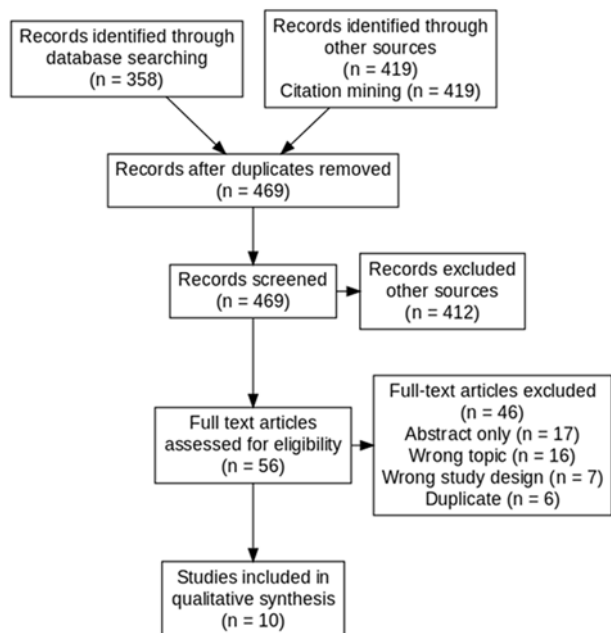 Records identified through
database searching
(n = 358)
Records identified through
other sources
(n = 419)
Citation mining (n = 419)
Records after duplicates removed
(n = 469)
Records screened
(n = 469)
Records excluded
other sources
(n = 412)
Full text articles
assessed for eligibility
(n = 56)
Full-text articles excluded
(n = 46)
Abstract only (n = 17)
Wrong topic (n = 16)
Wrong study design (n = 7)
Duplicate (n = 6)
Studies included in
qualitative synthesis
(n = 10)